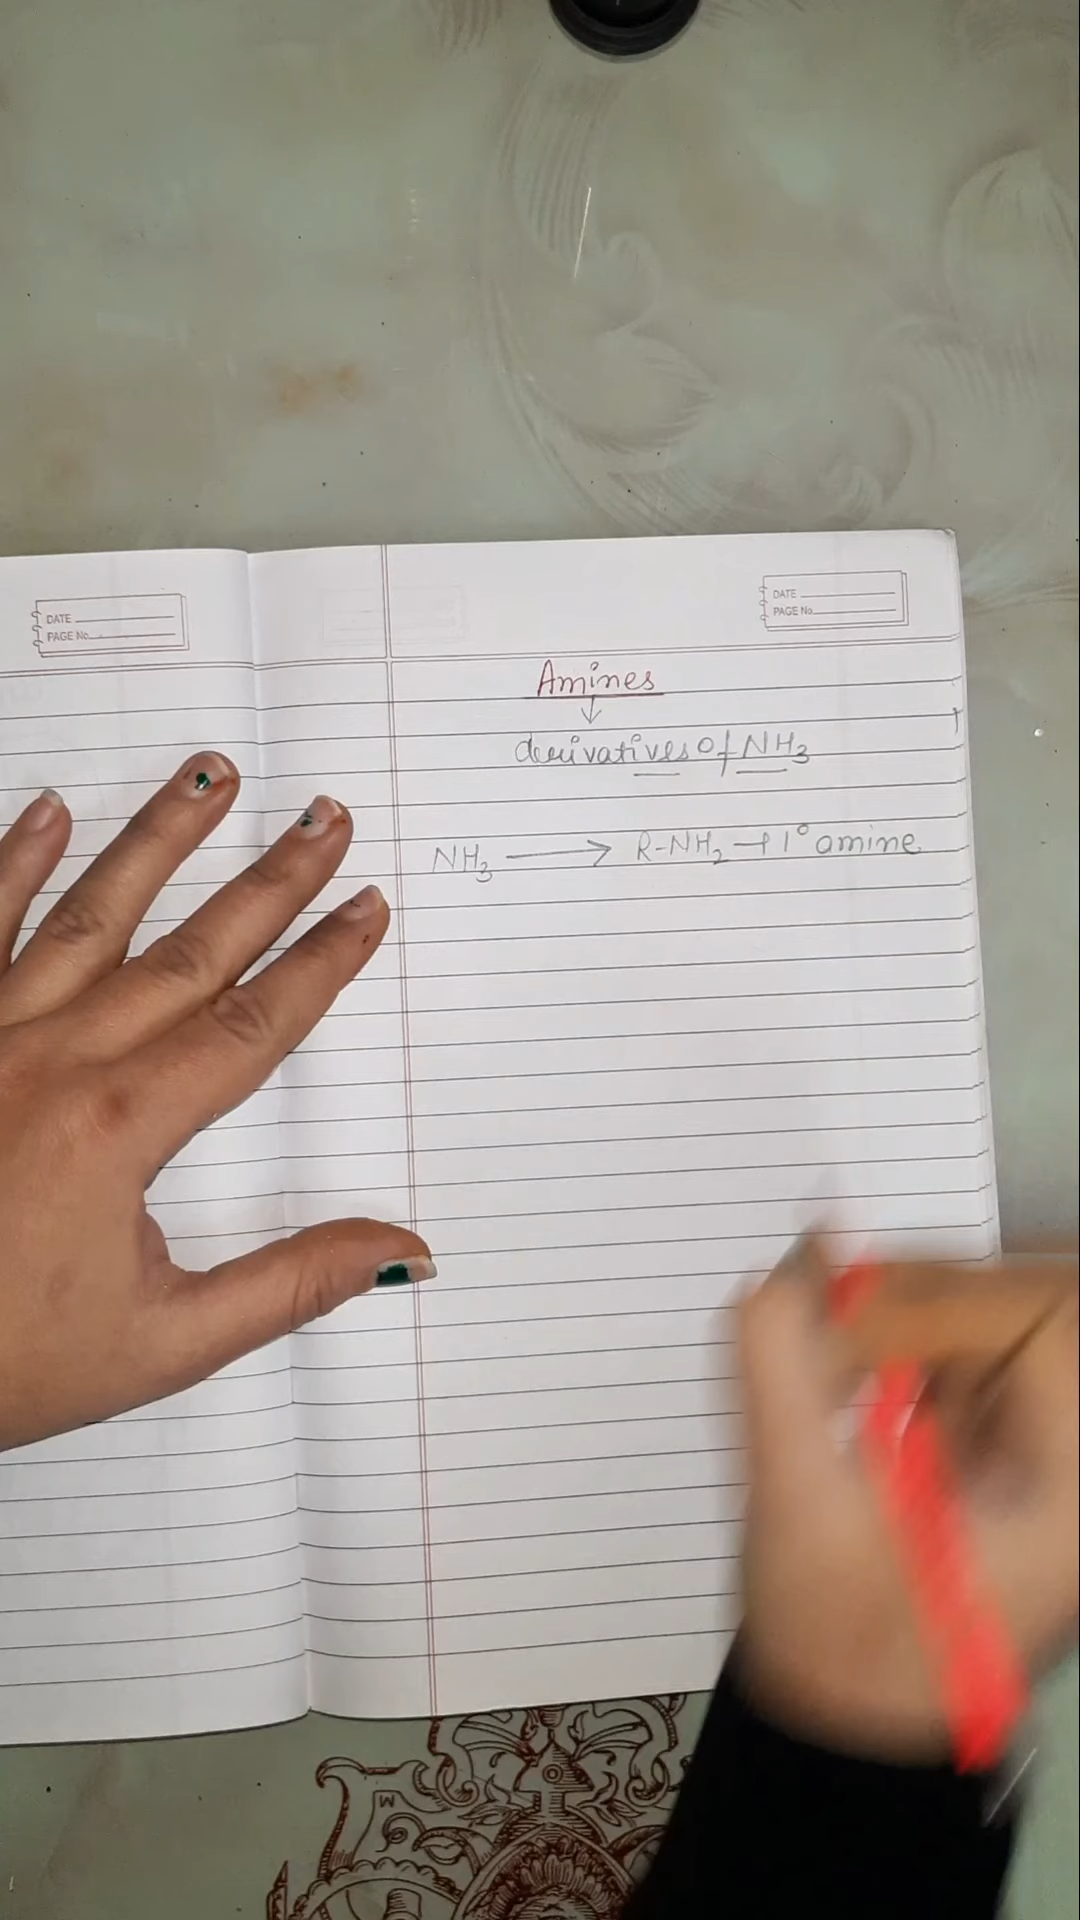 DATE
PAGE No.
DATE
PAGE No.
Amines
↓
derivatives of NH₃
NH₃ ⟶ R-NH₂ → 1° amine
M